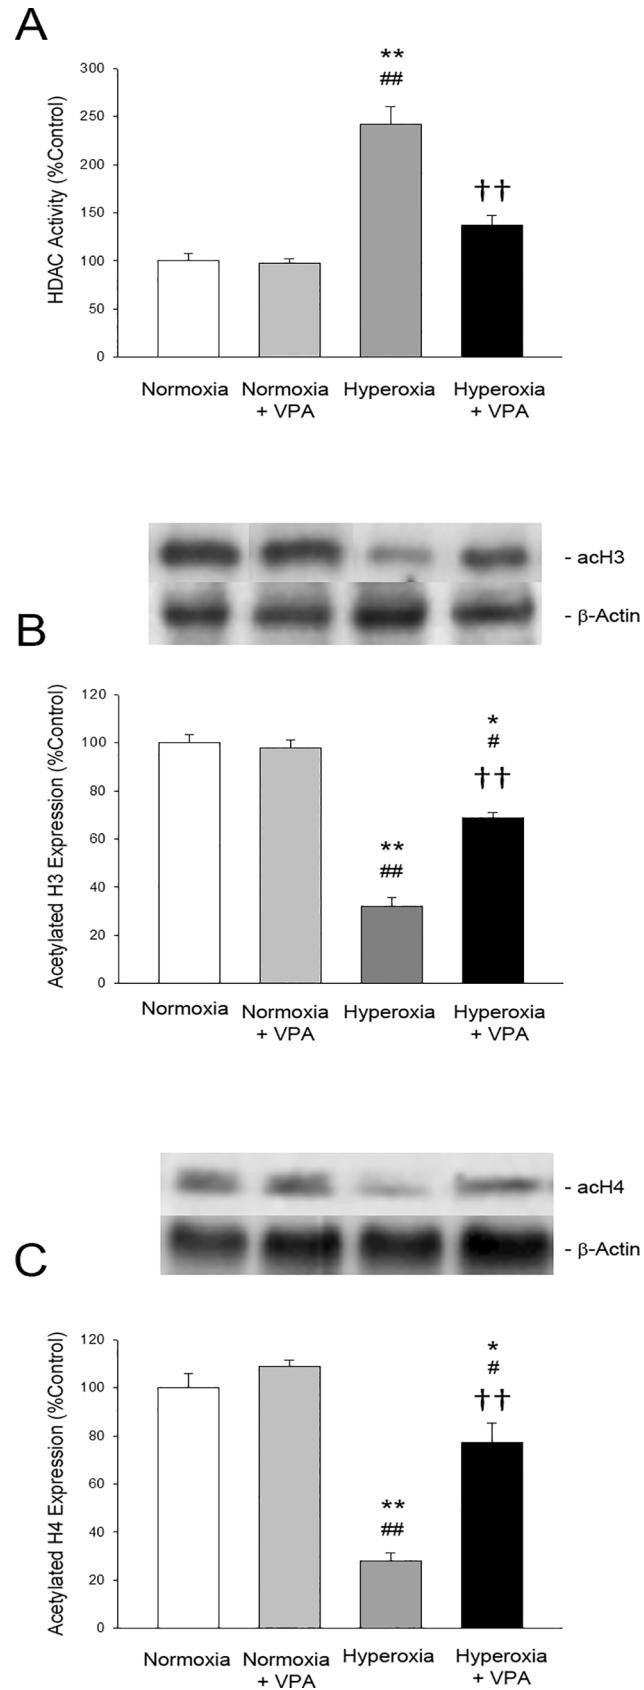 A
HDAC Activity (%Control)
300
250
200
150
100
50
0
**
##
††
Normoxia
Normoxia
+ VPA
Hyperoxia
Hyperoxia
+ VPA
- acH3
- β-Actin
B
Acetylated H3 Expression (%Control)
120
100
80
60
40
20
0
**
##
*
#
††
Normoxia
Normoxia
+ VPA
Hyperoxia
Hyperoxia
+ VPA
- acH4
- β-Actin
C
Acetylated H4 Expression (%Control)
120
100
80
60
40
20
0
**
##
*
#
††
Normoxia
Normoxia
+ VPA
Hyperoxia
Hyperoxia
+ VPA